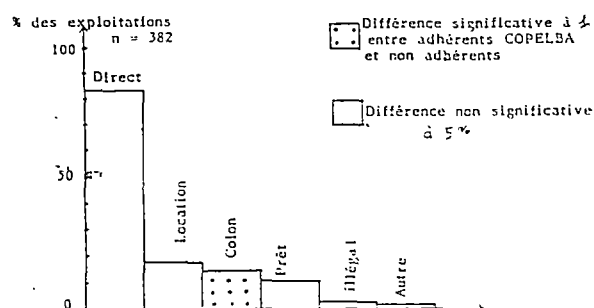 % des exploitations
n = 382
100
Direct
50
Location
Colon
Prêt
illégal
Autre
0
Différence significative à 1
entre adhérents COPELBA
et non adhérents
Différence non significative
à 5 %